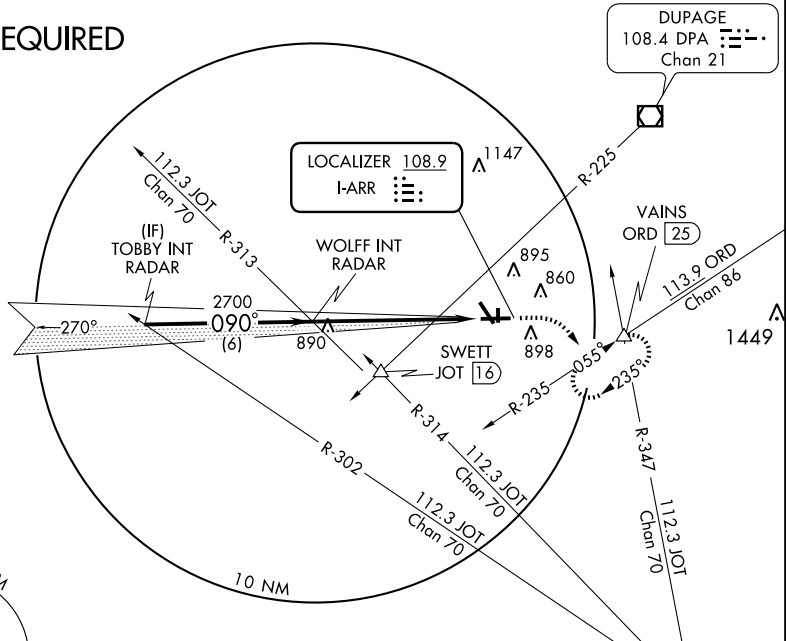 EQUIRED
DUPAGE
108.4 DPA
Chan 21
LOCALIZER 108.9
I-ARR
1147
R-225
112.3 JOT
Chan 70
R-313
(IF)
TOBBY INT
RADAR
WOLFF INT
RADAR
VAINS
ORD 25
113.9 ORD
Chan 86
895
860
2700
090°
(6)
270°
890
898
1449
SWETT
JOT 16
R-235
055°
235°
R-314
112.3 JOT
Chan 70
R-302
112.3 JOT
Chan 70
R-347
112.3 JOT
Chan 70
10 NM
M